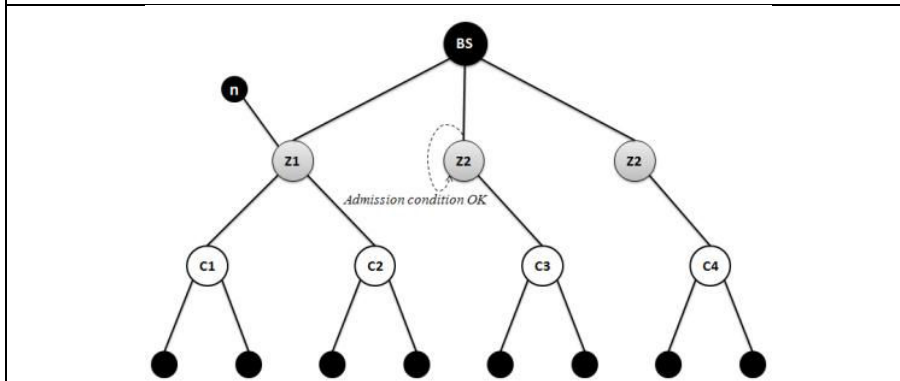 BS
n
Z1
Z2
Z2
Admission condition OK
C1
C2
C3
C4